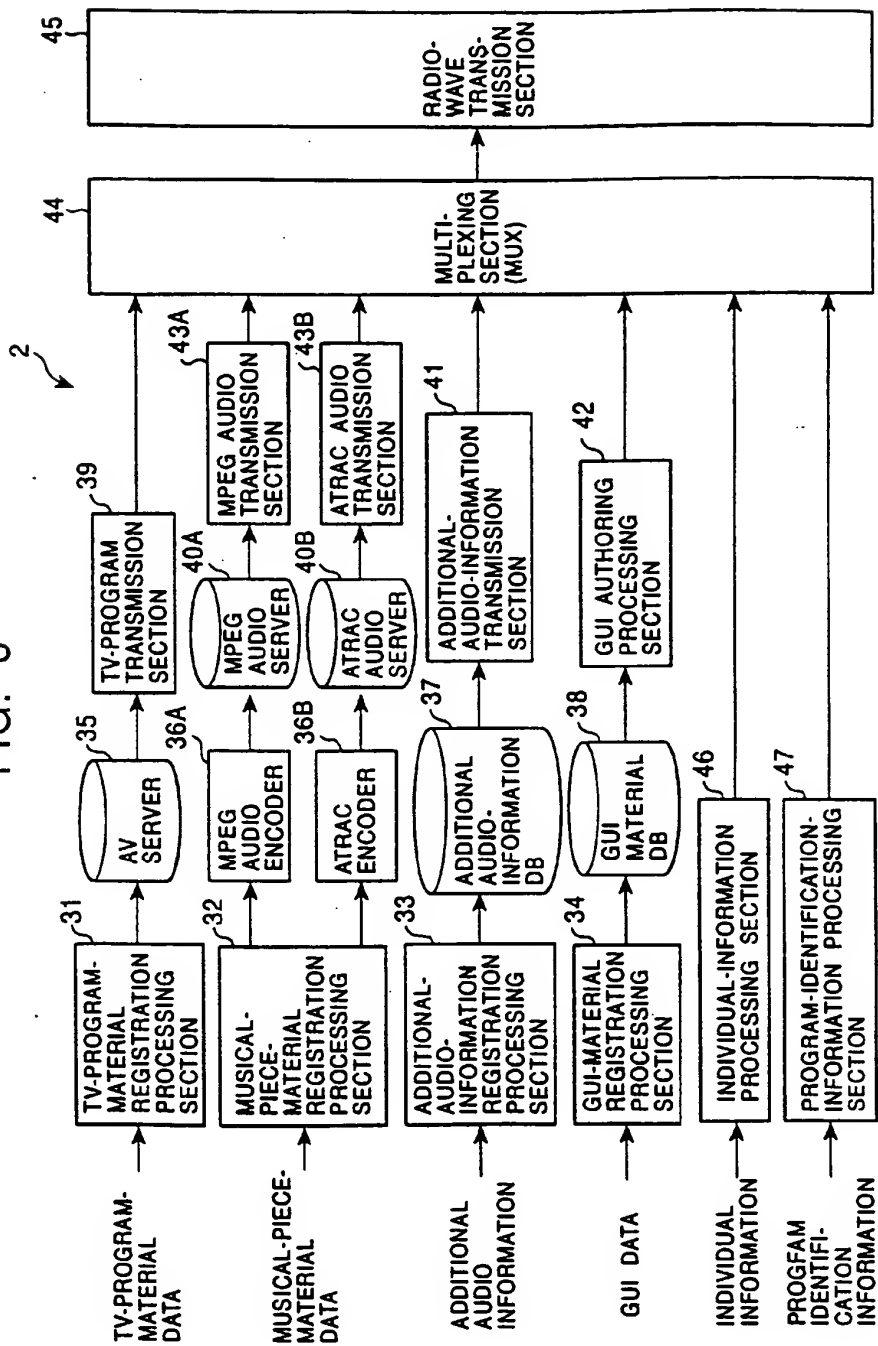 2
TV-PROGRAM-
MATERIAL
DATA
31
TV-PROGRAM-
MATERIAL
REGISTRATION
PROCESSING
SECTION
35
AV
SERVER
39
TV-PROGRAM
TRANSMISSION
SECTION
MUSICAL-PIECE-
MATERIAL
DATA
32
MUSICAL-
PIECE-
MATERIAL
REGISTRATION
PROCESSING
SECTION
36A
MPEG
AUDIO
ENCODER
40A
MPEG
AUDIO
SERVER
43A
MPEG AUDIO
TRANSMISSION
SECTION
36B
ATRAC
ENCODER
40B
ATRAC
AUDIO
SERVER
43B
ATRAC AUDIO
TRANSMISSION
SECTION
ADDITIONAL
AUDIO
INFORMATION
33
ADDITIONAL-
AUDIO-
INFORMATION
REGISTRATION
PROCESSING
SECTION
37
ADDITIONAL
AUDIO-
INFORMATION
DB
41
ADDITIONAL-
AUDIO-INFORMATION
TRANSMISSION
SECTION
GUI DATA
34
GUI-MATERIAL
REGISTRATION
PROCESSING
SECTION
38
GUI
MATERIAL
DB
42
GUI AUTHORING
PROCESSING
SECTION
INDIVIDUAL
INFORMATION
46
INDIVIDUAL-INFORMATION
PROCESSING SECTION
PROGFAM
IDENTIFI-
CATION
INFORMATION
47
PROGRAM-IDENTIFICATION-
INFORMATION PROCESSING
SECTION
44
MULTI-
PLEXING
SECTION
(MUX)
45
RADIO-
WAVE
TRANS-
MISSION
SECTION